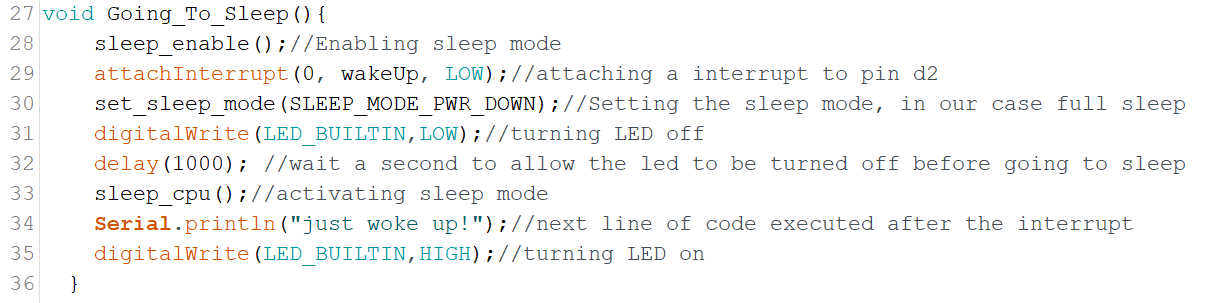 27 void Going_To_Sleep(){
28     sleep_enable();//Enabling sleep mode
29     attachInterrupt(0, wakeUp, LOW);//attaching a interrupt to pin d2
30     set_sleep_mode(SLEEP_MODE_PWR_DOWN);//Setting the sleep mode, in our case full sleep
31     digitalWrite(LED_BUILTIN,LOW);//turning LED off
32     delay(1000); //wait a second to allow the led to be turned off before going to sleep
33     sleep_cpu();//activating sleep mode
34     Serial.println("just woke up!");//next line of code executed after the interrupt
35     digitalWrite(LED_BUILTIN,HIGH);//turning LED on
36   }